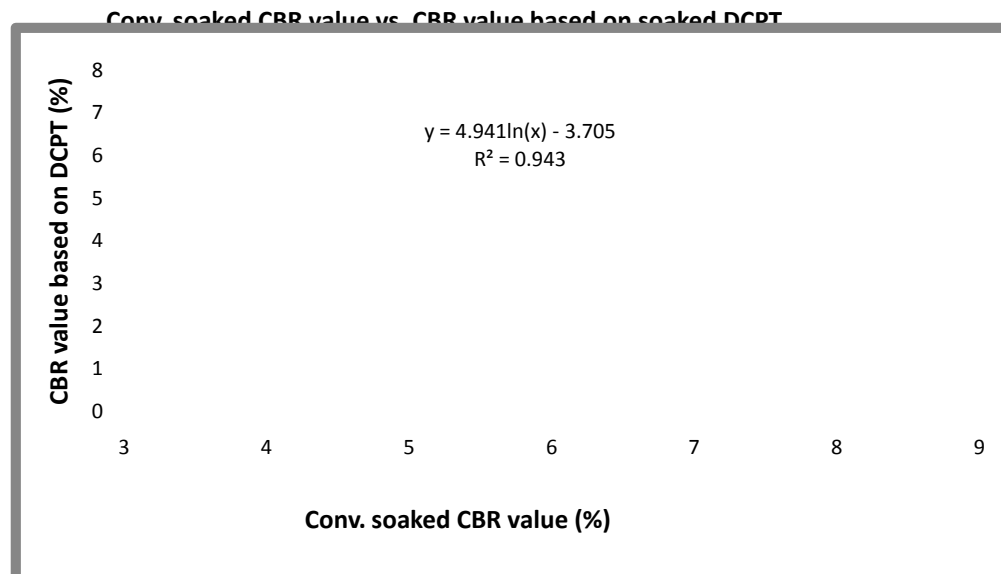 Conv. soaked CBR value vs. CBR value based on soaked DCPT
CBR value based on DCPT (%)
8
7
6
5
4
3
2
1
0
y = 4.941ln(x) - 3.705
R² = 0.943
3 4 5 6 7 8 9
Conv. soaked CBR value (%)